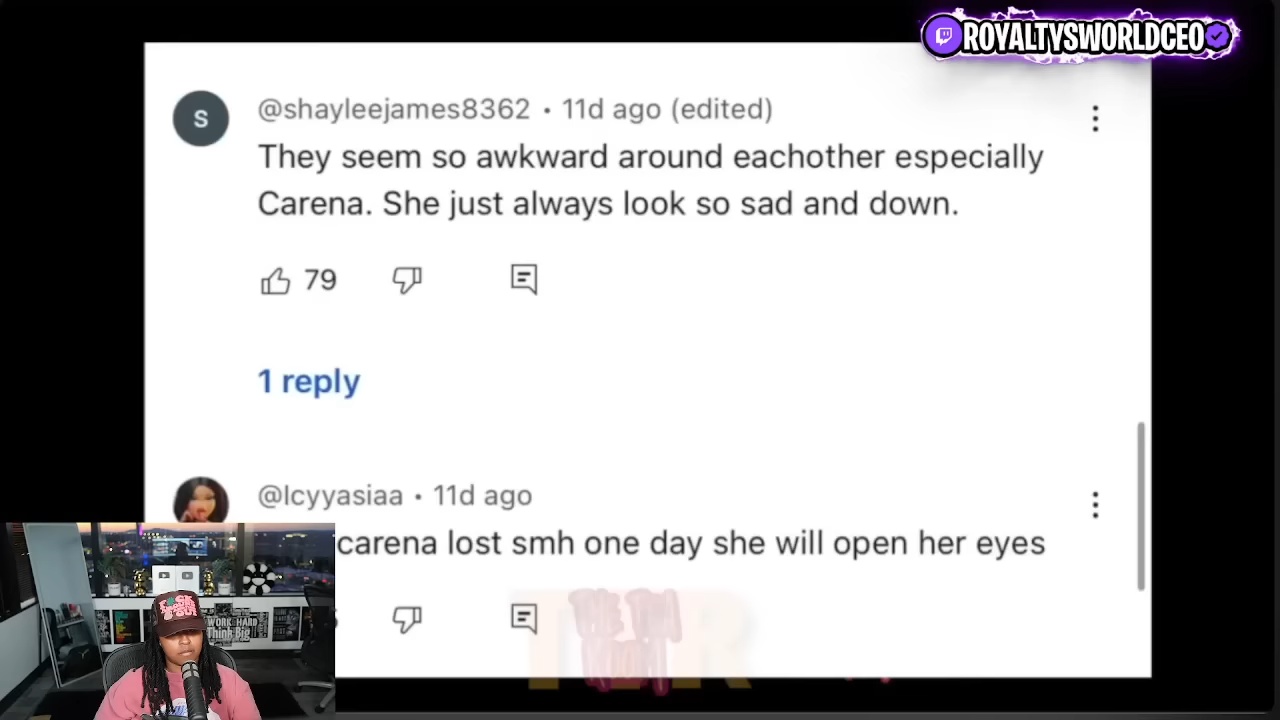 ROYALTYSWORLDCEO
S
@shayleejames8362 • 11d ago (edited)
They seem so awkward around eachother especially
Carena. She just always look so sad and down.
79
1 reply
@lcyyasiaa • 11d ago
carena lost smh one day she will open her eyes
WORK HARD
Think Big